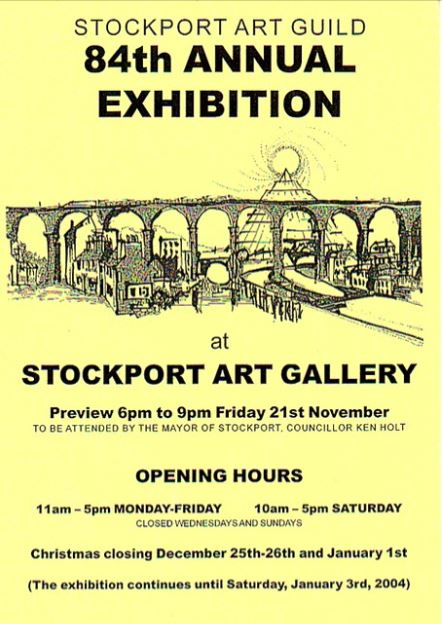 STOCKPORT ART GUILD
84th ANNUAL
EXHIBITION
at
STOCKPORT ART GALLERY
Preview 6pm to 9pm Friday 21st November
TO BE ATTENDED BY THE MAYOR OF STOCKPORT, COUNCILLOR KEN HOLT
OPENING HOURS
11am – 5pm MONDAY-FRIDAY 10am – 5pm SATURDAY
CLOSED WEDNESDAYS AND SUNDAYS
Christmas closing December 25th-26th and January 1st
(The exhibition continues until Saturday, January 3rd, 2004)